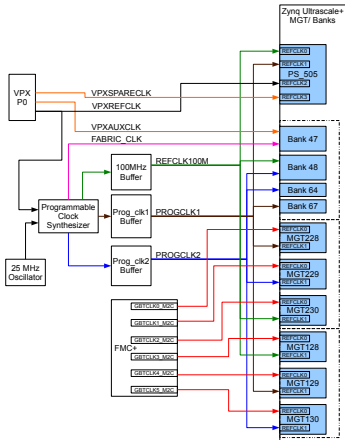 Zynq Ultrascale+
MGT/ Banks
REFCLK0
REFCLK1
PS_505
REFCLK2
REFCLK3
VPX
P0
VPXSPARECLK
VPXREFCLK
VPXAUXCLK
FABRIC_CLK
Bank 47
100MHz
Buffer
REFCLK100M
Bank 48
Bank 64
Programmable
Clock
Synthesizer
Prog_clk1
Buffer
PROGCLK1
Bank 67
REFCLK0
MGT228
REFCLK1
Prog_clk2
Buffer
PROGCLK2
25 MHz
Oscillator
REFCLK0
MGT229
REFCLK1
REFCLK0
MGT230
REFCLK1
GBTCLK0_M2C
GBTCLK1_M2C
GBTCLK2_M2C
FMC+
GBTCLK3_M2C
GBTCLK4_M2C
GBTCLK5_M2C
REFCLK0
MGT128
REFCLK1
REFCLK0
MGT129
REFCLK1
REFCLK0
MGT130
REFCLK1